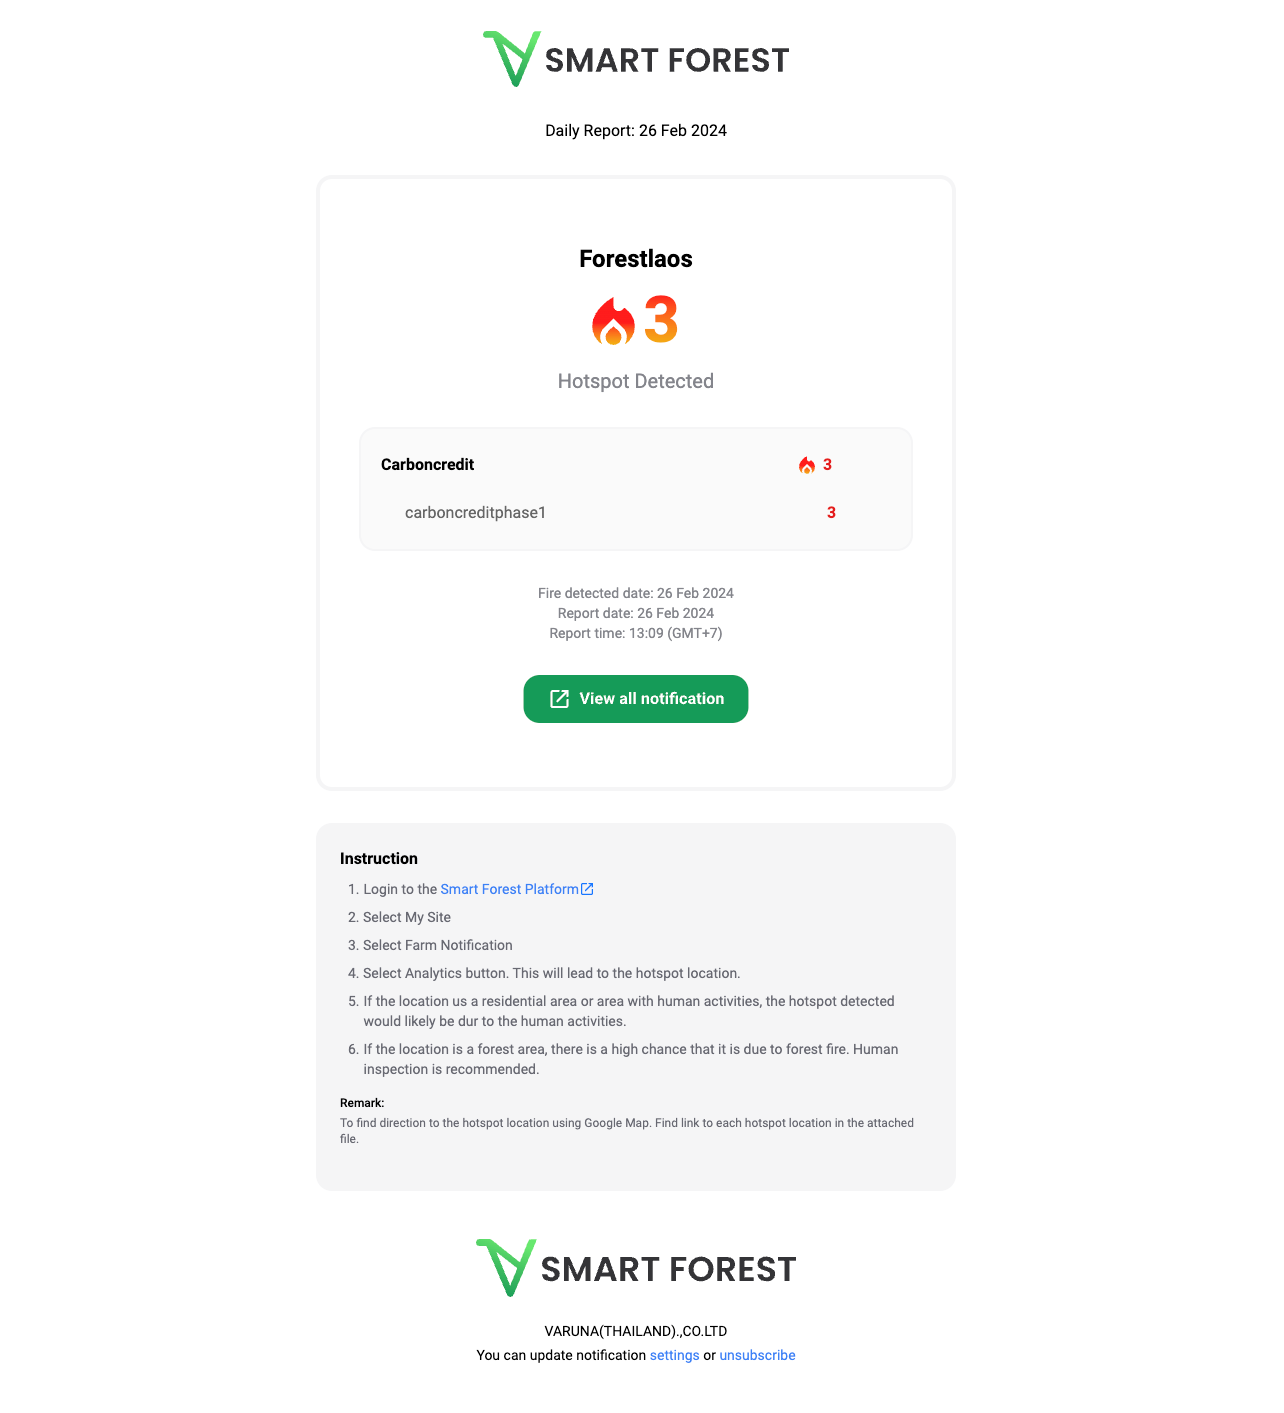 SMART FOREST
Daily Report: 26 Feb 2024
Forestlaos
3
Hotspot Detected
Carboncredit 3
carboncreditphase1 3
Fire detected date: 26 Feb 2024
Report date: 26 Feb 2024
Report time: 13:09 (GMT+7)
View all notification
Instruction
1. Login to the Smart Forest Platform
2. Select My Site
3. Select Farm Notification
4. Select Analytics button. This will lead to the hotspot location.
5. If the location us a residential area or area with human activities, the hotspot detected
would likely be dur to the human activities.
6. If the location is a forest area, there is a high chance that it is due to forest fire. Human
inspection is recommended.
Remark:
To find direction to the hotspot location using Google Map. Find link to each hotspot location in the attached
file.
SMART FOREST
VARUNA(THAILAND).,CO.LTD
You can update notification settings or unsubscribe